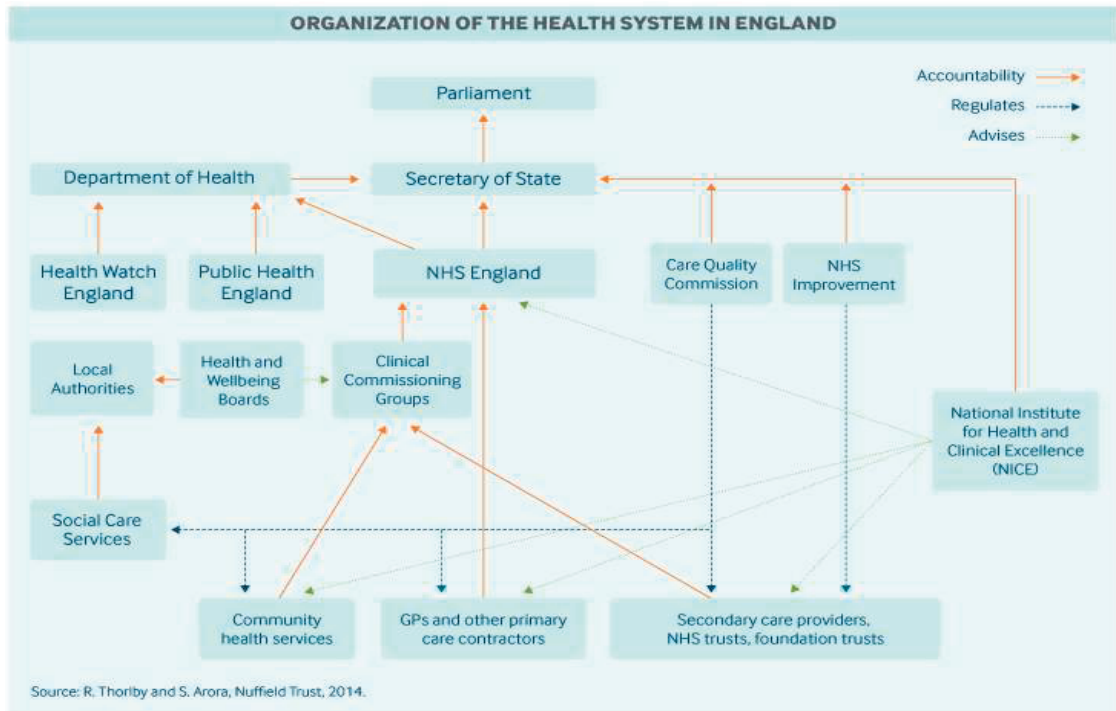 ORGANIZATION OF THE HEALTH SYSTEM IN ENGLAND
Accountability
Regulates
Advises
Parliament
Department of Health
Secretary of State
Health Watch
England
Public Health
England
NHS England
Care Quality
Commission
NHS
Improvement
Local
Authorities
Health and
Wellbeing
Boards
Clinical
Commissioning
Groups
National Institute
for Health and
Clinical Excellence
(NICE)
Social Care
Services
Community
health services
GPs and other primary
care contractors
Secondary care providers,
NHS trusts, foundation trusts
Source: R. Thorlby and S. Arora, Nuffield Trust, 2014.